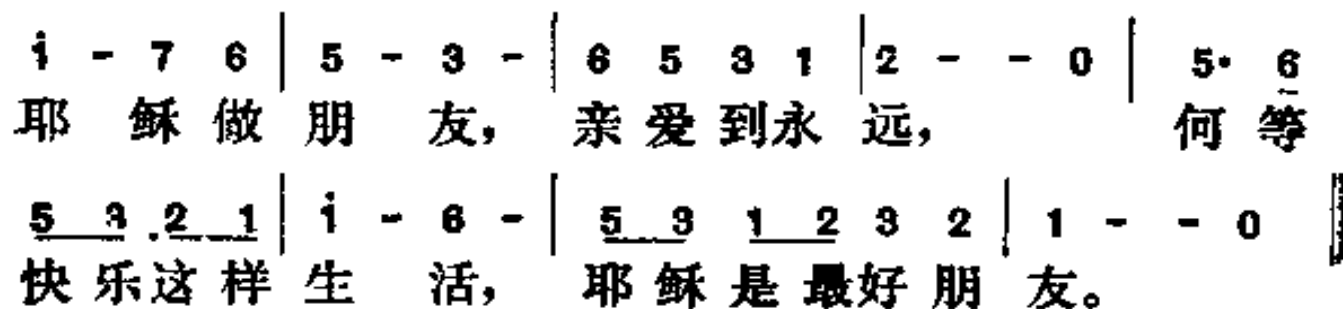 i - 7 6 | 5 - 3 - | 6 5 3 1 | 2 - - 0 | 5· 6
耶 稣 做 朋 友， 亲 爱 到 永 远， 何 等
5 3 2 1 | i - 6 - | 5 3 1 2 3 2 | 1 - - 0 ‖
快 乐 这 样 生 活， 耶 稣 是 最 好 朋 友。